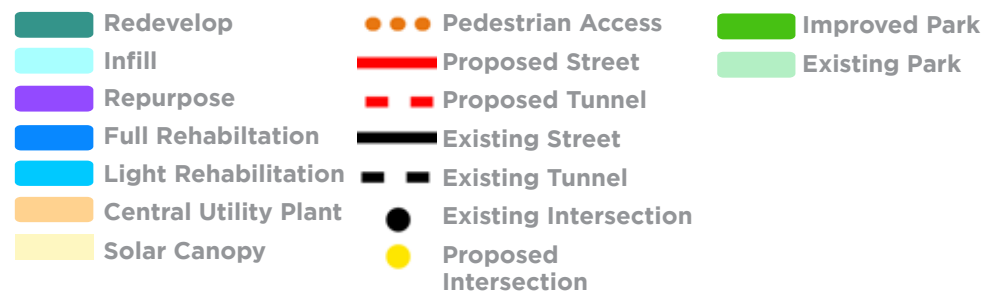 Redevelop
Infill
Repurpose
Full Rehabiltation
Light Rehabilitation
Central Utility Plant
Solar Canopy
Pedestrian Access
Proposed Street
Proposed Tunnel
Existing Street
Existing Tunnel
Existing Intersection
Proposed
Intersection
Improved Park
Existing Park